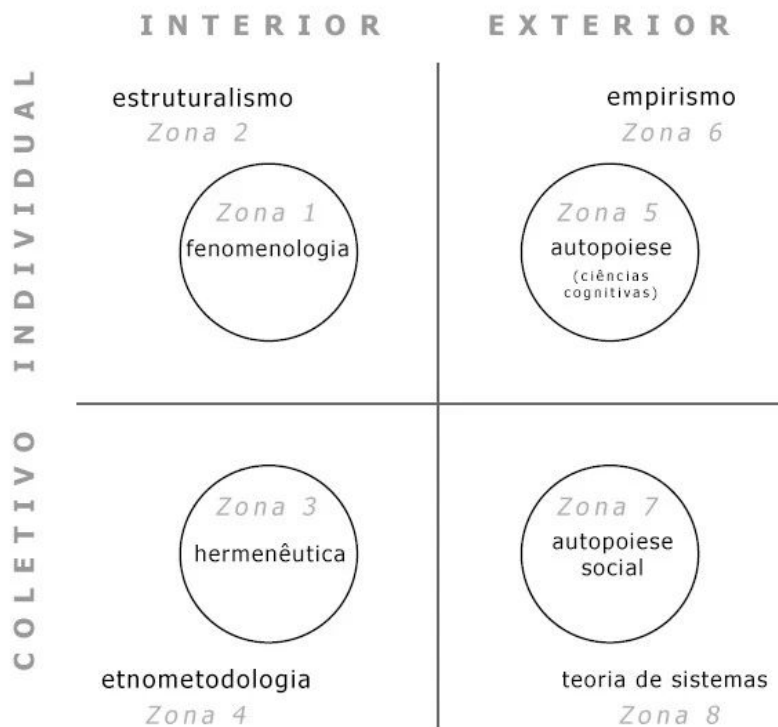 INTERIOR
EXTERIOR
INDIVIDUAL
estruturalismo
Zona 2
Zona 1
fenomenologia
empirismo
Zona 6
Zona 5
autopoiese
(ciências
cognitivas)
COLETIVO
Zona 3
hermenêutica
etnometodologia
Zona 4
Zona 7
autopoiese
social
teoria de sistemas
Zona 8